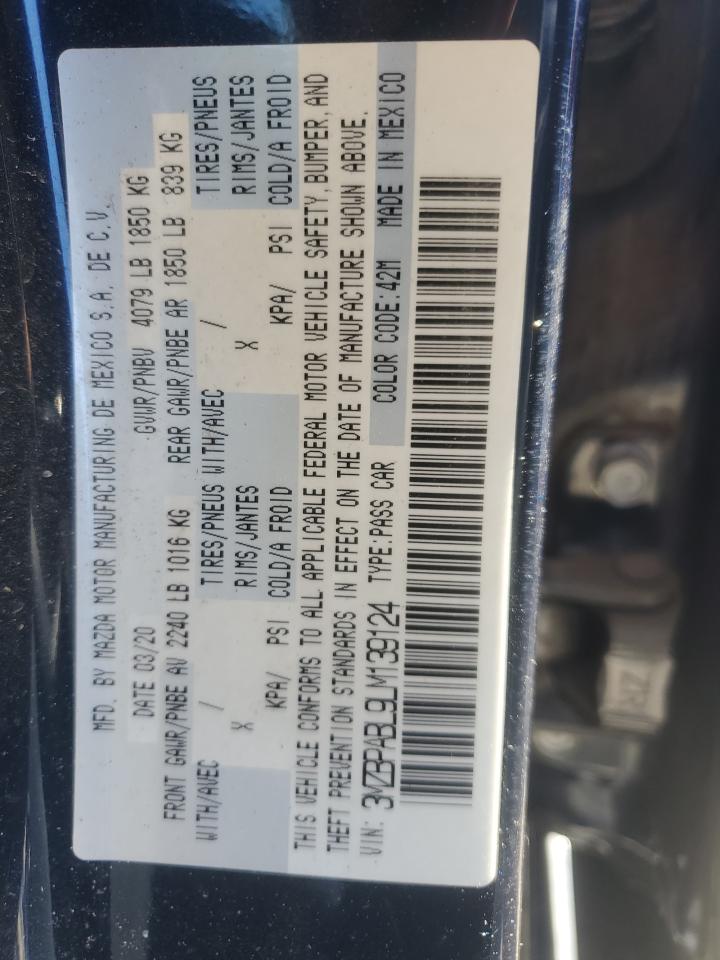 MFD. BY MAZDA MOTOR MANUFACTURING DE MEXICO S.A. DE C.V.
DATE 03/20 GVWR/PNBV 4079 LB 1850 KG
FRONT GAWR/PNBE AV 2240 LB 1016 KG REAR GAWR/PNBE AR 1850 LB 839 KG
WITH/AVEC / TIRES/PNEUS WITH/AVEC / TIRES/PNEUS
X RIMS/JANTES X RIMS/JANTES
KPA/ PSI COLD/A FROID KPA/ PSI COLD/A FROID
THIS VEHICLE CONFORMS TO ALL APPLICABLE FEDERAL MOTOR VEHICLE SAFETY, BUMPER, AND
THEFT PREVENTION STANDARDS IN EFFECT ON THE DATE OF MANUFACTURE SHOWN ABOVE.
VIN: 3MZBPABL9LM139124 TYPE:PASS CAR COLOR CODE:42M MADE IN MEXICO